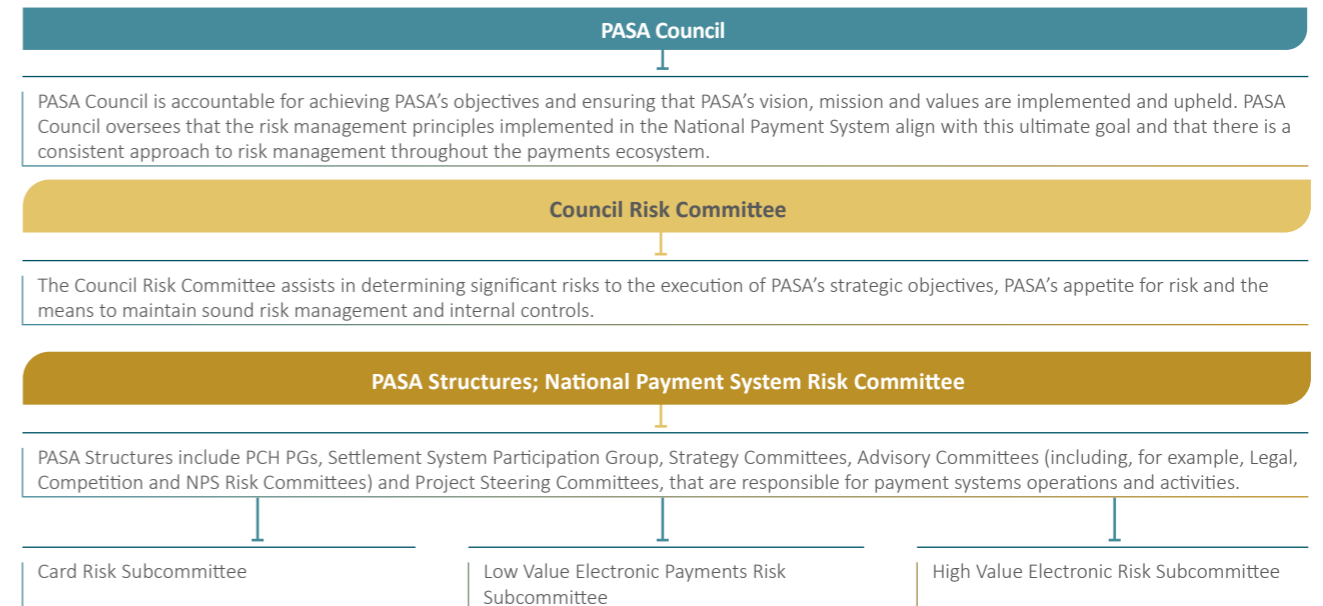 PASA Council
PASA Council is accountable for achieving PASA’s objectives and ensuring that PASA’s vision, mission and values are implemented and upheld. PASA
Council oversees that the risk management principles implemented in the National Payment System align with this ultimate goal and that there is a
consistent approach to risk management throughout the payments ecosystem.
Council Risk Committee
The Council Risk Committee assists in determining significant risks to the execution of PASA’s strategic objectives, PASA’s appetite for risk and the
means to maintain sound risk management and internal controls.
PASA Structures; National Payment System Risk Committee
PASA Structures include PCH PGs, Settlement System Participation Group, Strategy Committees, Advisory Committees (including, for example, Legal,
Competition and NPS Risk Committees) and Project Steering Committees, that are responsible for payment systems operations and activities.
Card Risk Subcommittee
Low Value Electronic Payments Risk
Subcommittee
High Value Electronic Risk Subcommittee